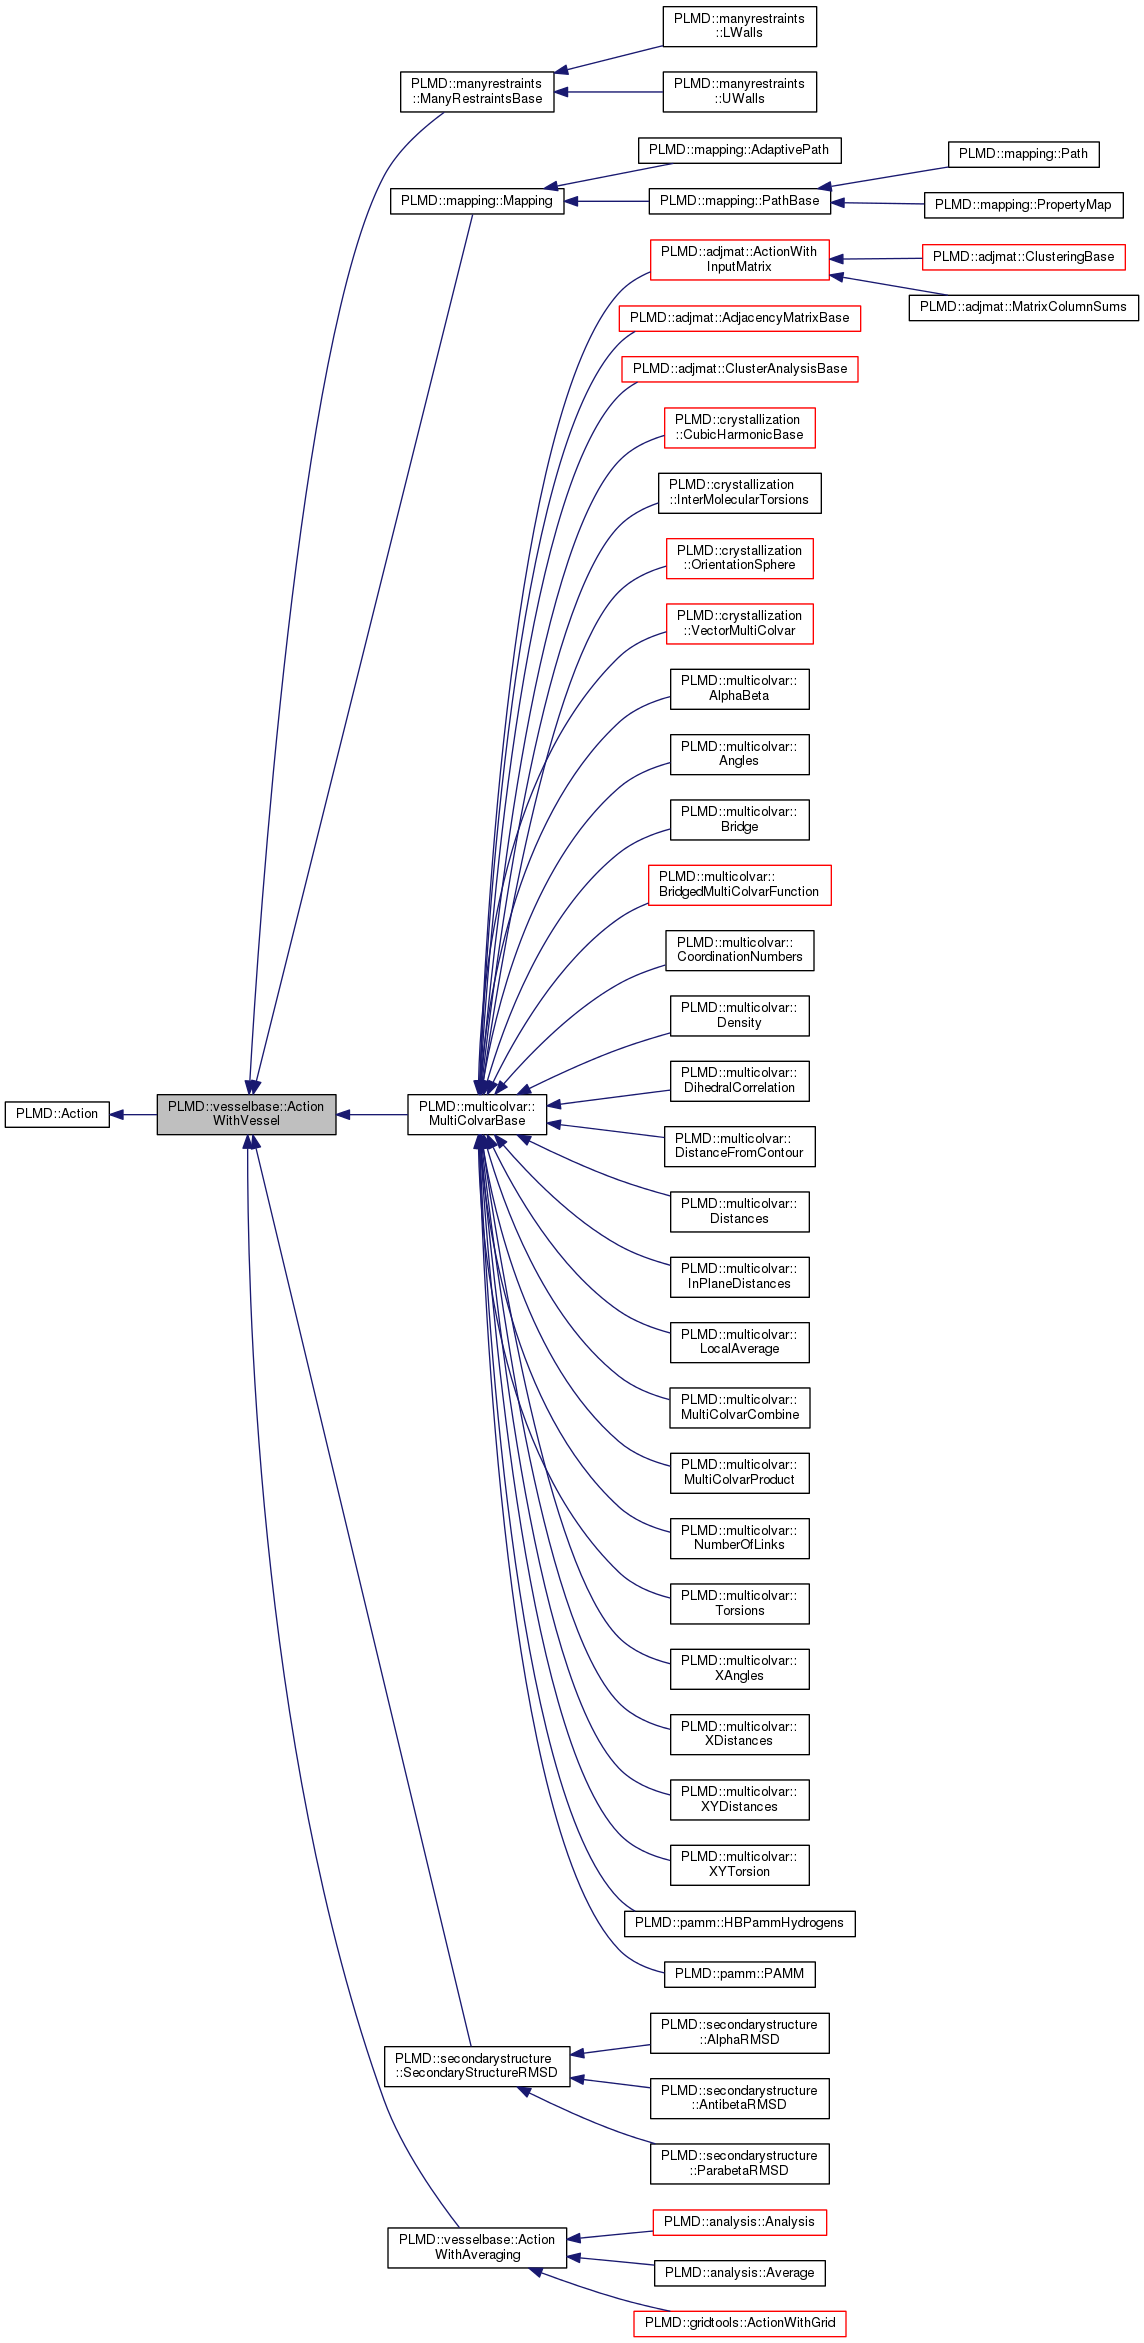 PLMD::manyrestraints
::LWalls
PLMD::manyrestraints
::ManyRestraintsBase
PLMD::manyrestraints
::UWalls
PLMD::mapping::AdaptivePath
PLMD::mapping::Path
PLMD::mapping::Mapping
PLMD::mapping::PathBase
PLMD::mapping::PropertyMap
PLMD::adjmat::ActionWith
InputMatrix
PLMD::adjmat::ClusteringBase
PLMD::adjmat::MatrixColumnSums
PLMD::adjmat::AdjacencyMatrixBase
PLMD::adjmat::ClusterAnalysisBase
PLMD::crystallization
::CubicHarmonicBase
PLMD::crystallization
::InterMolecularTorsions
PLMD::crystallization
::OrientationSphere
PLMD::crystallization
::VectorMultiColvar
PLMD::multicolvar::
AlphaBeta
PLMD::multicolvar::
Angles
PLMD::multicolvar::
Bridge
PLMD::multicolvar::
BridgedMultiColvarFunction
PLMD::multicolvar::
CoordinationNumbers
PLMD::multicolvar::
Density
PLMD::multicolvar::
DihedralCorrelation
PLMD::Action
PLMD::vesselbase::Action
WithVessel
PLMD::multicolvar::
MultiColvarBase
PLMD::multicolvar::
DistanceFromContour
PLMD::multicolvar::
Distances
PLMD::multicolvar::
InPlaneDistances
PLMD::multicolvar::
LocalAverage
PLMD::multicolvar::
MultiColvarCombine
PLMD::multicolvar::
MultiColvarProduct
PLMD::multicolvar::
NumberOfLinks
PLMD::multicolvar::
Torsions
PLMD::multicolvar::
XAngles
PLMD::multicolvar::
XDistances
PLMD::multicolvar::
XYDistances
PLMD::multicolvar::
XYTorsion
PLMD::pamm::HBPammHydrogens
PLMD::pamm::PAMM
PLMD::secondarystructure
::AlphaRMSD
PLMD::secondarystructure
::SecondaryStructureRMSD
PLMD::secondarystructure
::AntibetaRMSD
PLMD::secondarystructure
::ParabetaRMSD
PLMD::analysis::Analysis
PLMD::vesselbase::Action
WithAveraging
PLMD::analysis::Average
PLMD::gridtools::ActionWithGrid